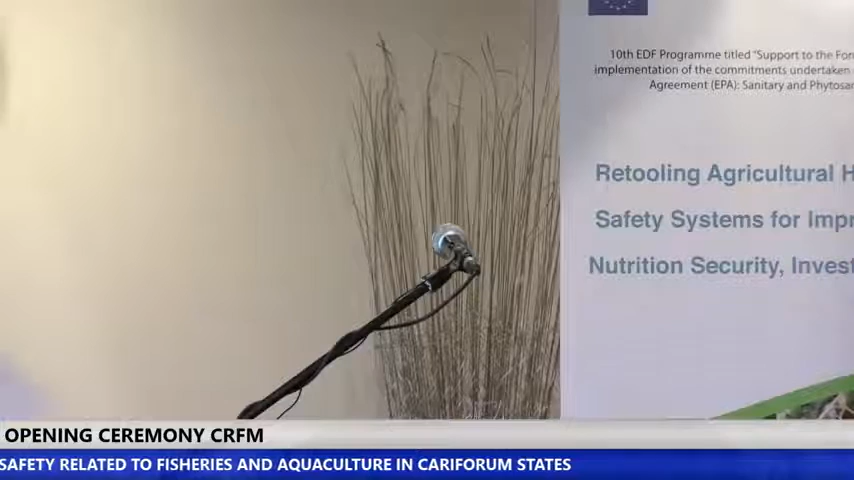 10th EDF Programme titled "Support to the For
implementation of the commitments undertaken
Agreement (EPA): Sanitary and Phytosan
Retooling Agricultural H
Safety Systems for Impr
Nutrition Security, Invest
OPENING CEREMONY CRFM
SAFETY RELATED TO FISHERIES AND AQUACULTURE IN CARIFORUM STATES